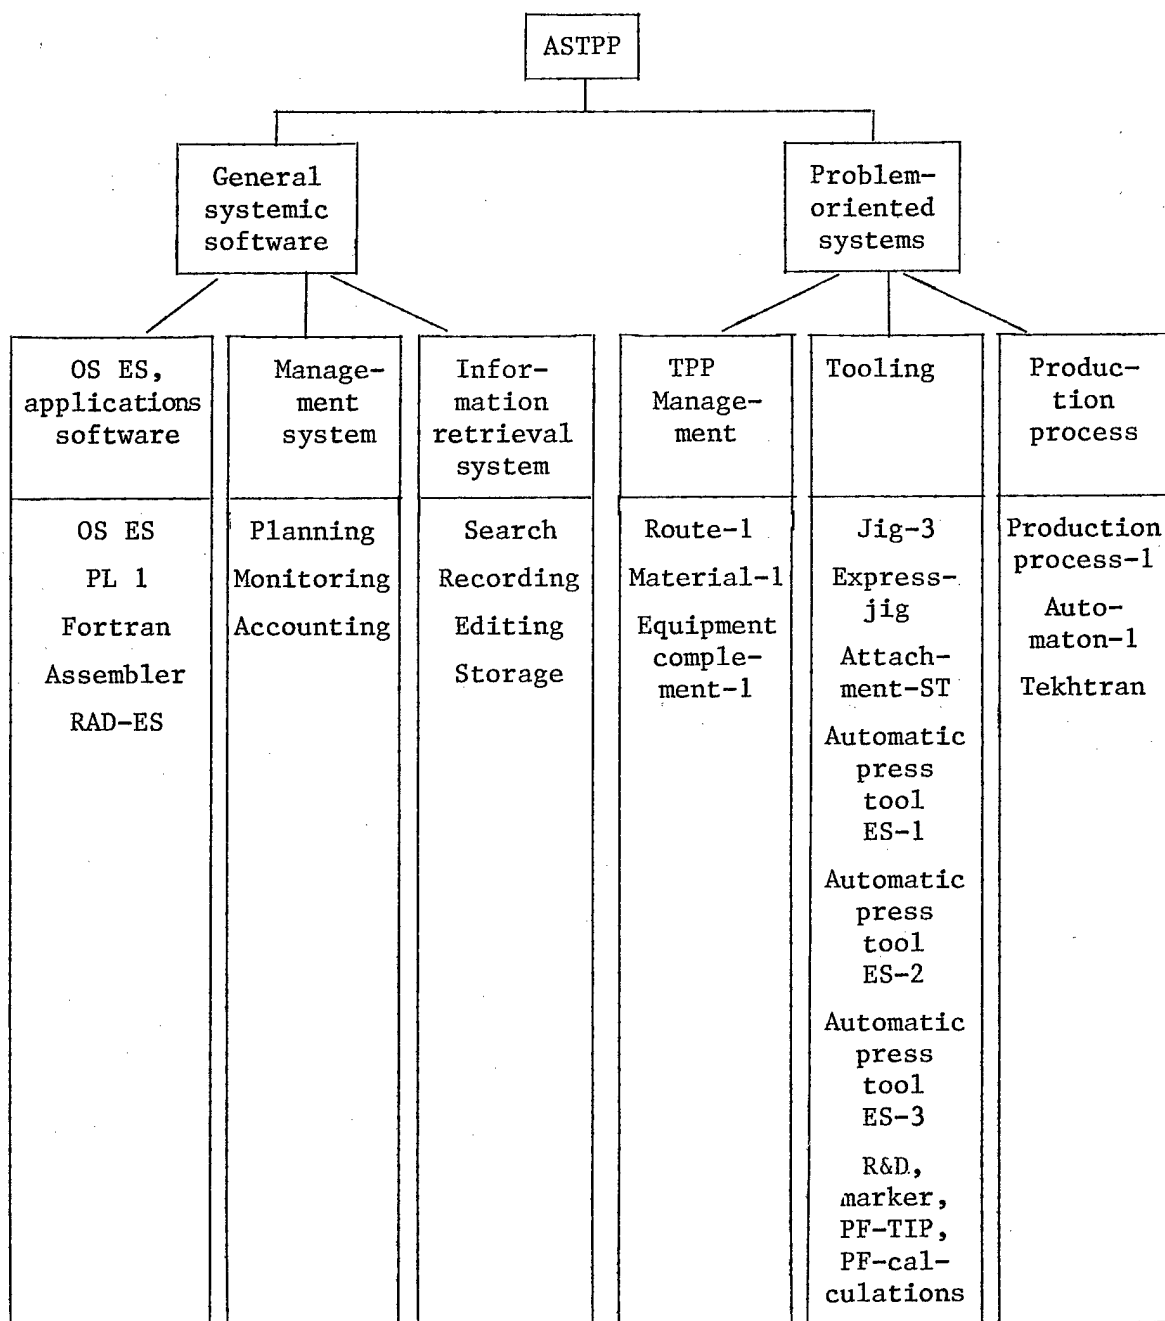 ASTPP
General
systemic
software
Problem-
oriented
systems
OS ES,
applications
software
Manage-
ment
system
Infor-
mation
retrieval
system
TPP
Manage-
ment
Tooling
Produc-
tion
process
OS ES
PL 1
Fortran
Assembler
RAD-ES
Planning
Monitoring
Accounting
Search
Recording
Editing
Storage
Route-1
Material-1
Equipment
comple-
ment-1
Jig-3
Express-
jig
Attach-
ment-ST
Automatic
press
tool
ES-1
Automatic
press
tool
ES-2
Automatic
press
tool
ES-3
R&D,
marker,
PF-TIP,
PF-cal-
culations
Production
process-1
Auto-
maton-1
Tekhtran